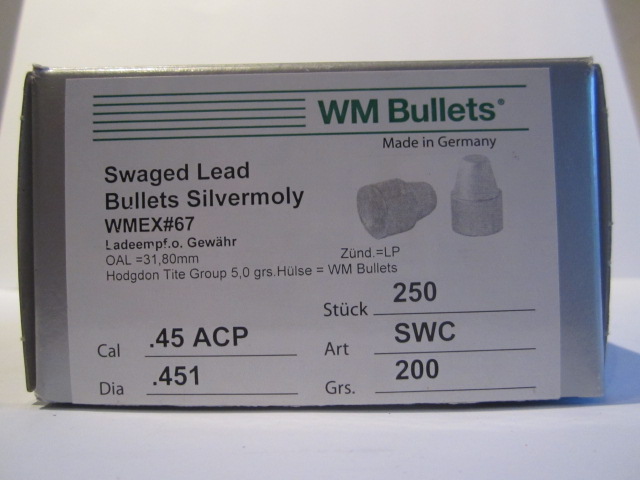 WM Bullets®
Made in Germany
Swaged Lead
Bullets Silvermoly
WMEX#67
Ladeempf.o. Gewähr
OAL =31,80mm Zünd.=LP
Hodgdon Tite Group 5,0 grs.Hülse = WM Bullets
Stück 250
Cal .45 ACP Art SWC
Dia .451 Grs. 200